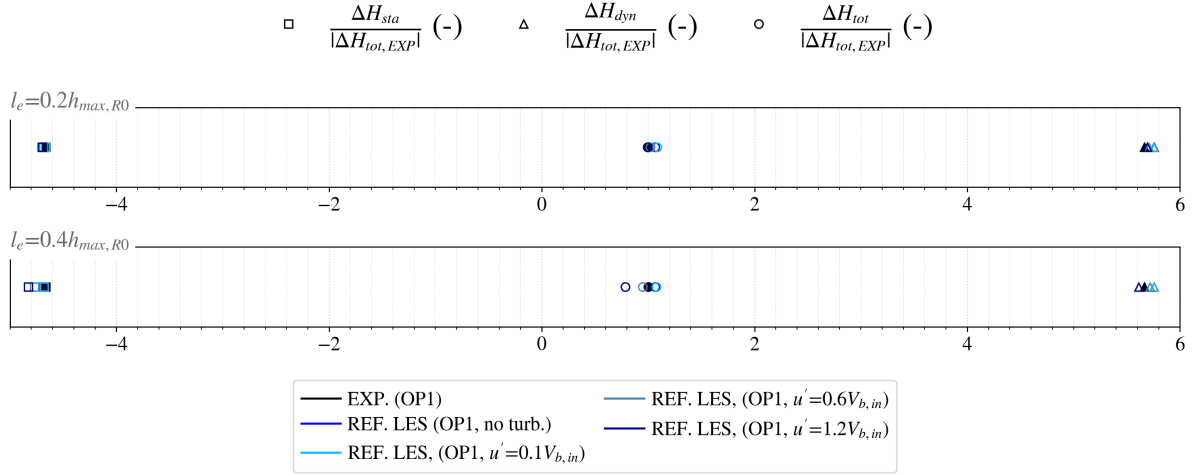 ΔH_sta / |ΔH_tot, EXP| (-) ΔH_dyn / |ΔH_tot, EXP| (-) ΔH_tot / |ΔH_tot, EXP| (-)
l_e=0.2h_max, R0
−4 −2 0 2 4 6
l_e=0.4h_max, R0
−4 −2 0 2 4 6
EXP. (OP1)
REF. LES (OP1, no turb.)
REF. LES, (OP1, u′=0.1V_b, in)
REF. LES, (OP1, u′=0.6V_b, in)
REF. LES, (OP1, u′=1.2V_b, in)